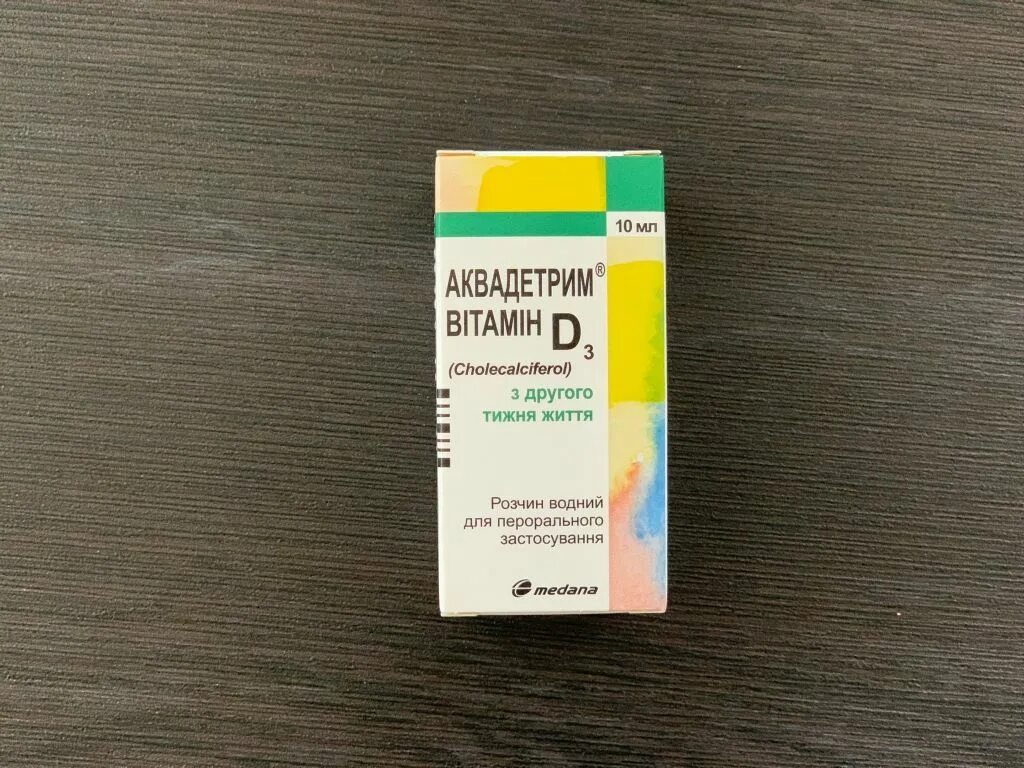 10 мл
АКВАДЕТРИМ®
ВІТАМІН D3
(Cholecalciferol)
з другого
тижня життя
Розчин водний
для перорального
застосування
medana